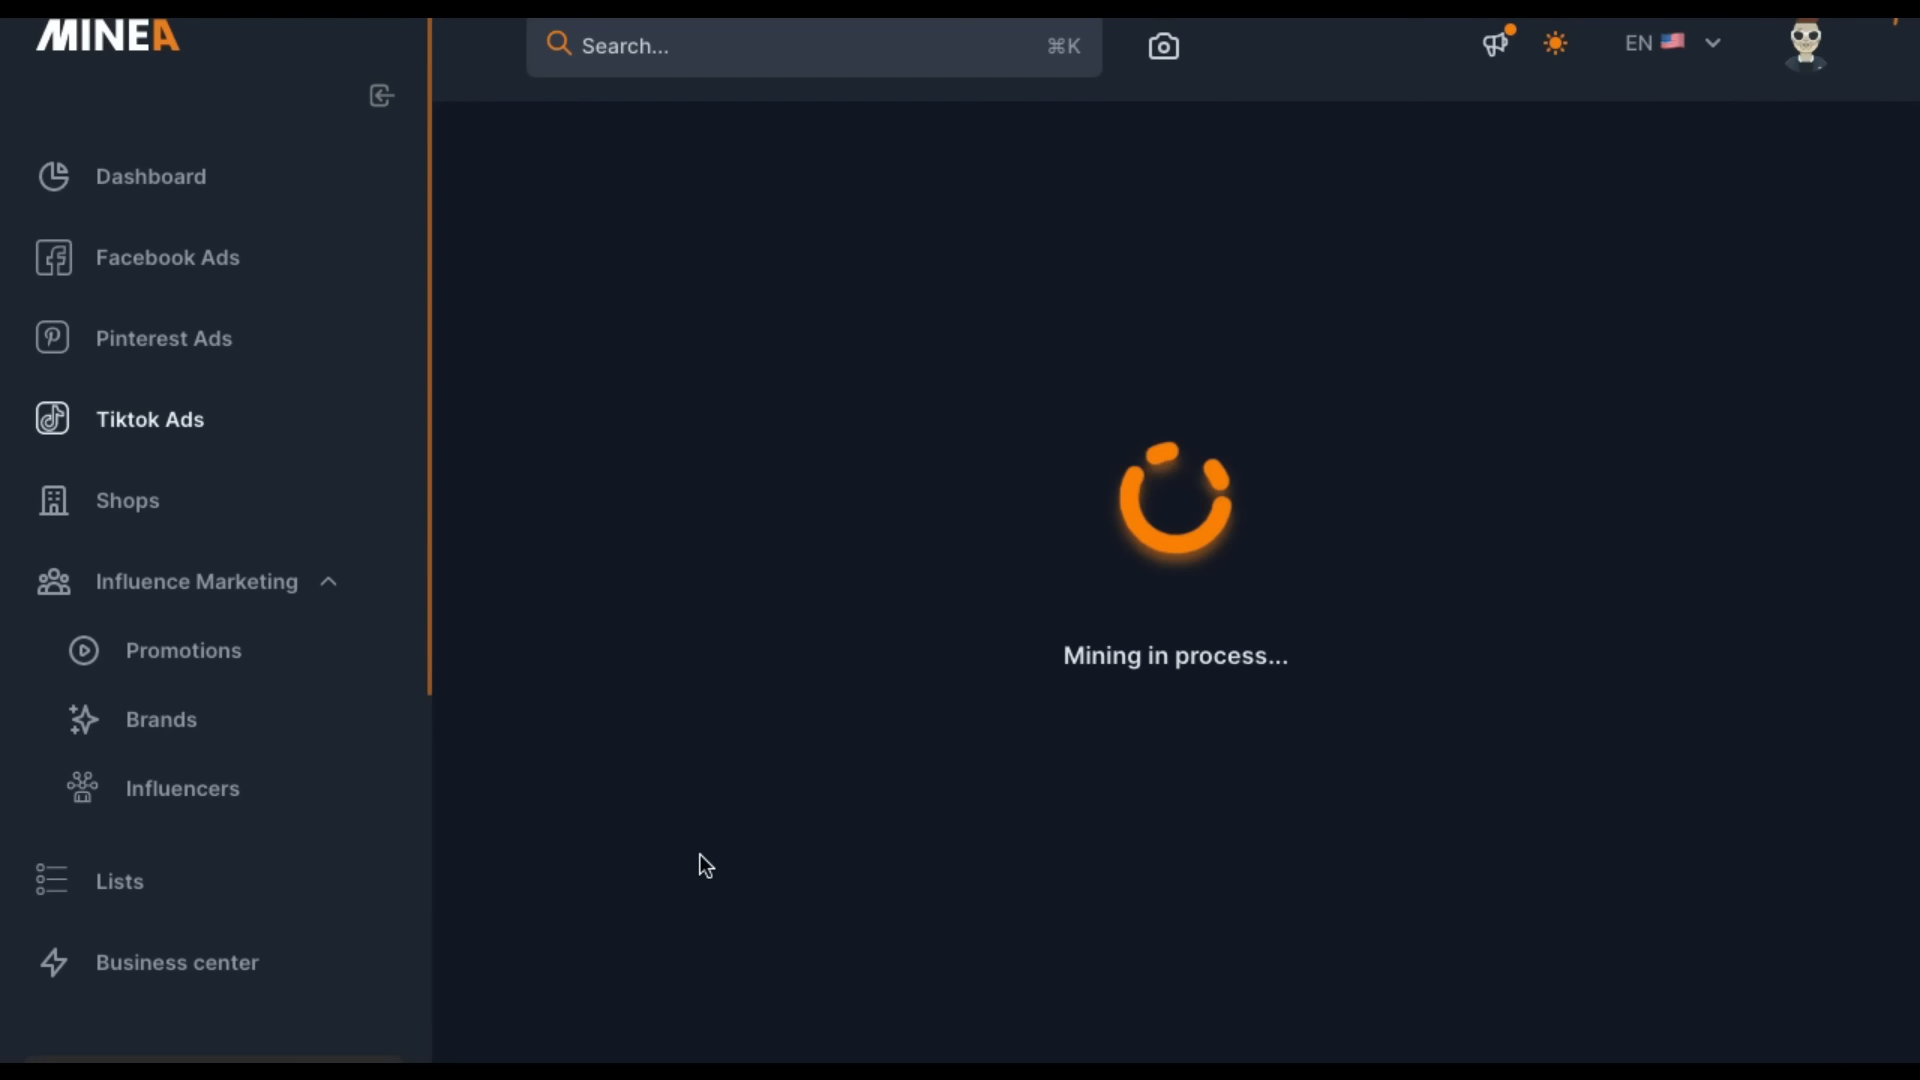 MINEA
Search...
⌘K
EN
Dashboard
Facebook Ads
Pinterest Ads
Tiktok Ads
Shops
Influence Marketing
Promotions
Brands
Influencers
Lists
Business center
Mining in process...